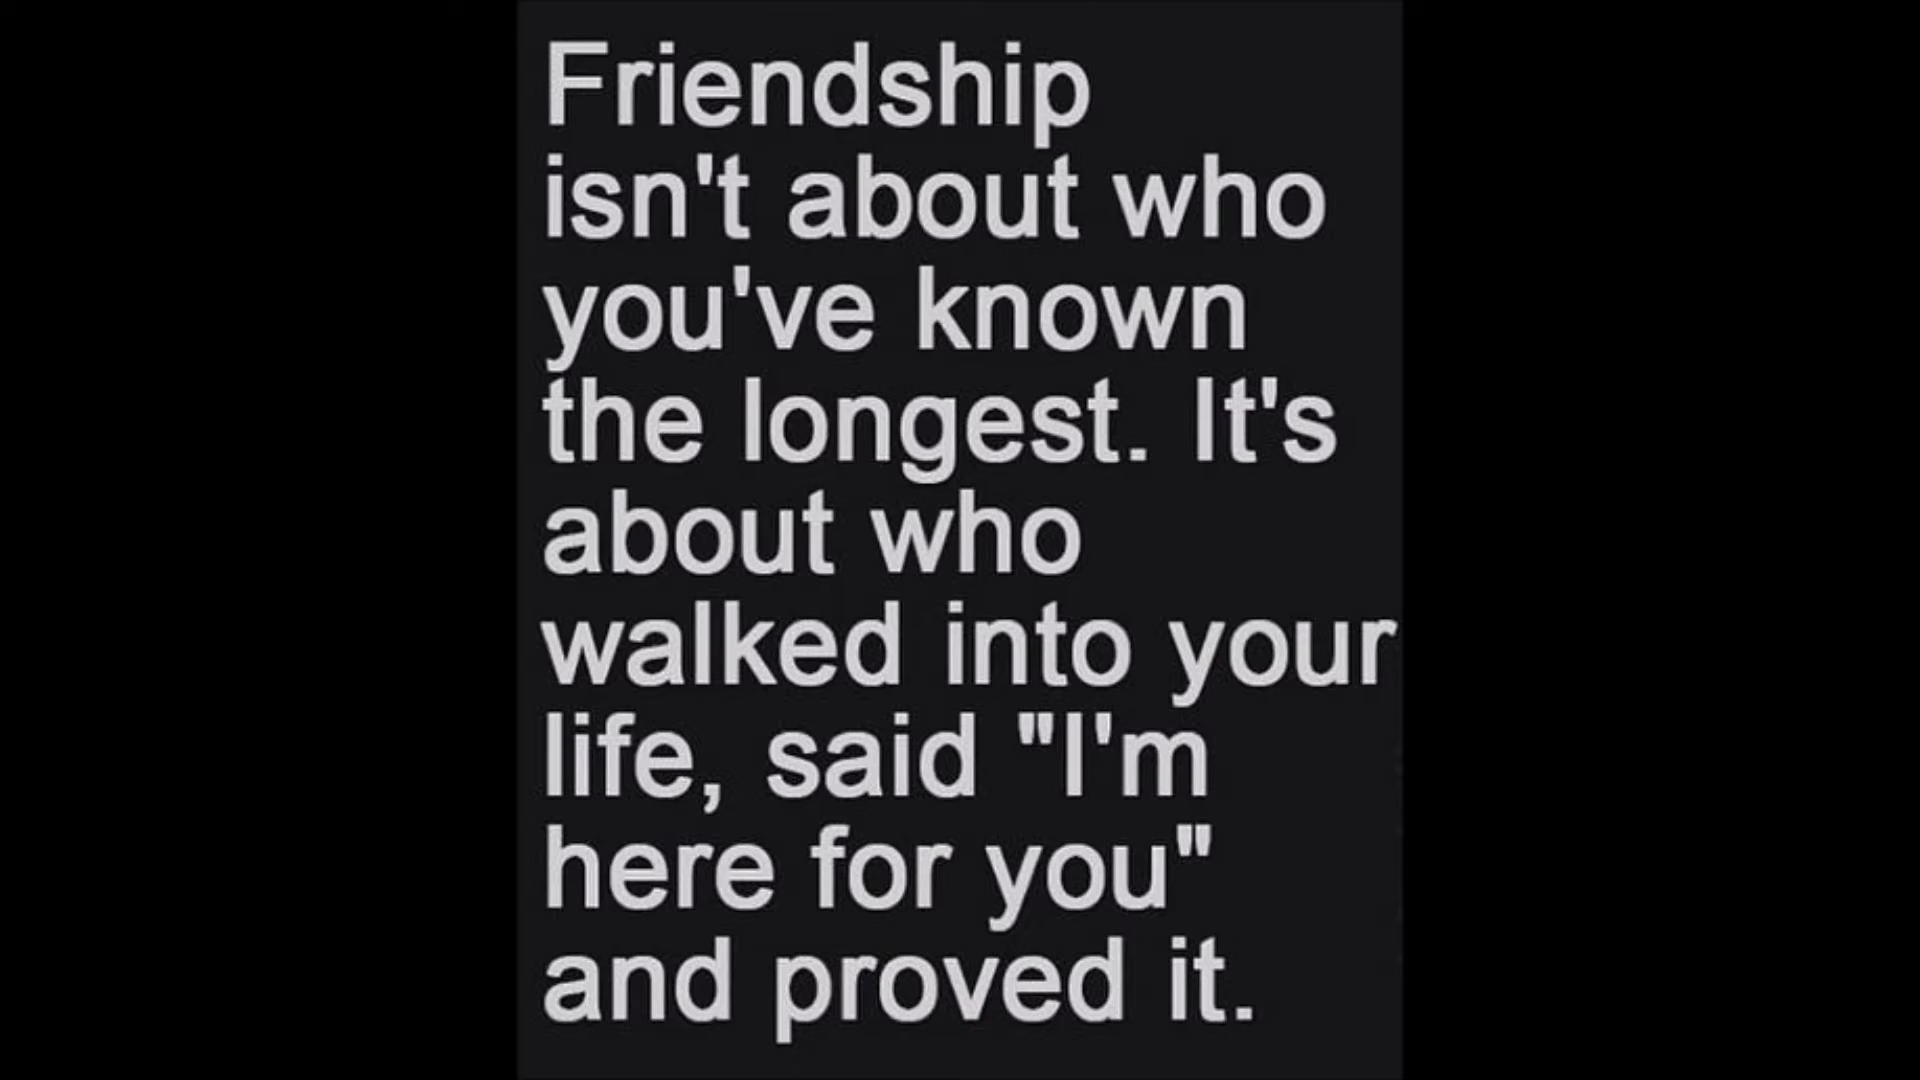 Friendship
isn't about who
you've known
the longest. It's
about who
walked into your
life, said "I'm
here for you"
and proved it.